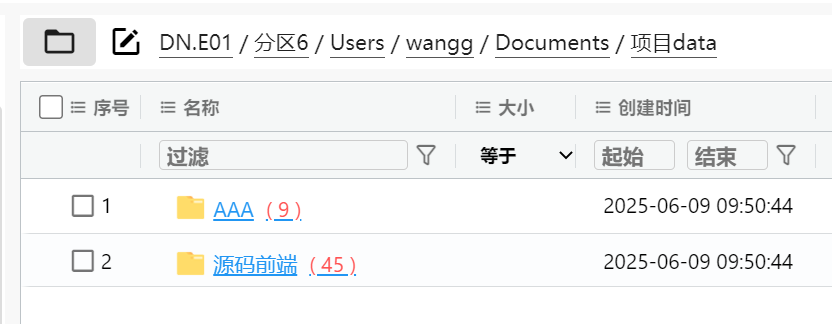 DN.E01 / 分区6 / Users / wangg / Documents / 项目data
序号 名称 大小 创建时间
过滤 等于 起始 结束
1 AAA ( 9 ) 2025-06-09 09:50:44
2 源码前端 ( 45 ) 2025-06-09 09:50:44